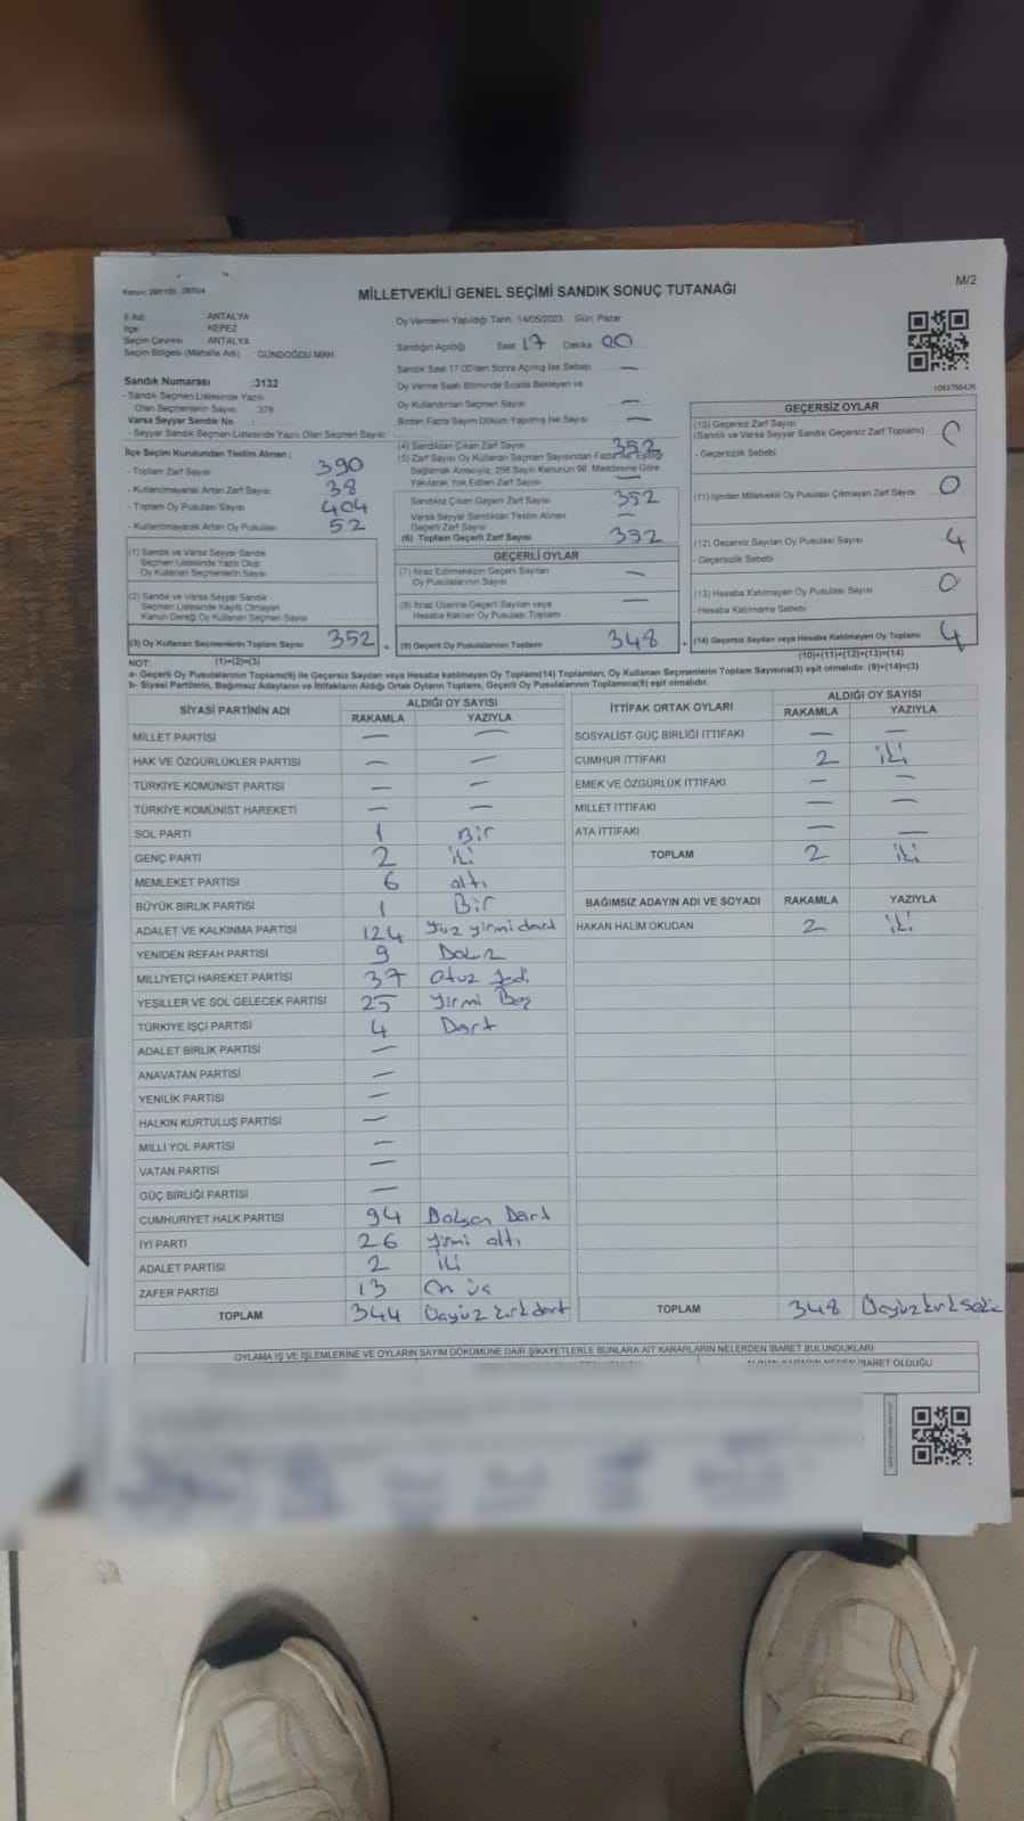 M/2
MİLLETVEKİLİ GENEL SEÇİMİ SANDIK SONUÇ TUTANAĞI
İl Adı : ANTALYA
İlçe : KEPEZ
Seçim Çevresi : ANTALYA
Seçim Bölgesi (Mahalle Adı) : GÜNDOĞDU MAH.
Oy Vermenin Yapıldığı Tarih: 14/05/2023 Gün: Pazar
Sandığın Açıldığı Saat 17 Dakika 00
Sandık Numarası :3132
- Sandık Seçmen Listesinde Yazılı
Olan Seçmenlerin Sayısı : 379
Varsa Seyyar Sandık No :
- Seyyar Sandık Seçmen Listesinde Yazılı Olan Seçmen Sayısı:
Sandık Saat 17.00'den Sonra Açılmış İse Sebebi —
Oy Verme Saati Bitiminde Sırada Bekleyen ve
Oy Kullandırılan Seçmen Sayısı —
Birden Fazla Sayım Döküm Yapılmış İse Sayısı —
İlçe Seçim Kurulundan Teslim Alınan :
- Toplam Zarf Sayısı 390
- Kullanılmayarak Artan Zarf Sayısı 38
- Toplam Oy Pusulası Sayısı 404
- Kullanılmayarak Artan Oy Pusulası 52
(1) Sandık ve Varsa Seyyar Sandık
Seçmen Listesinde Yazılı Olup
Oy Kullanan Seçmenlerin Sayısı
(2) Sandık ve Varsa Seyyar Sandık
Seçmen Listesinde Kayıtlı Olmayan
Kanun Gereği Oy Kullanan Seçmen Sayısı
(3) Oy Kullanan Seçmenlerin Toplam Sayısı 352
(1)+(2)=(3)
(4) Sandıktan Çıkan Zarf Sayısı 352
(5) Zarf Sayısı Oy Kullanan Seçmen Sayısından Fazla İse Eşitliği
Sağlamak Amacıyla, 298 Sayılı Kanunun 98. Maddesine Göre
Yakılarak Yok Edilen Zarf Sayısı —
Sandıkta Çıkan Geçerli Zarf Sayısı 352
Varsa Seyyar Sandıktan Teslim Alınan
Geçerli Zarf Sayısı —
(6) Toplam Geçerli Zarf Sayısı 352
GEÇERLİ OYLAR
(7) İtiraz Edilmeksizin Geçerli Sayılan
Oy Pusulalarının Sayısı —
(8) İtiraz Üzerine Geçerli Sayılan veya
Hesaba Katılan Oy Pusulası Toplamı —
(9) Geçerli Oy Pusulalarının Toplamı 348
GEÇERSİZ OYLAR
(10) Geçersiz Zarf Sayısı
(Sandık ve Varsa Seyyar Sandık Geçersiz Zarf Toplamı) 0
- Geçersizlik Sebebi
(11) İçinden Milletvekili Oy Pusulası Çıkmayan Zarf Sayısı 0
(12) Geçersiz Sayılan Oy Pusulası Sayısı 4
- Geçersizlik Sebebi
(13) Hesaba Katılmayan Oy Pusulası Sayısı 0
- Hesaba Katılmama Sebebi
(14) Geçersiz Sayılan veya Hesaba Katılmayan Oy Toplamı 4
(10)+(11)+(12)+(13)=(14)
NOT:
a- Geçerli Oy Pusulalarının Toplamı(9) ile Geçersiz Sayılan veya Hesaba katılmayan Oy Toplamı(14) Toplamları, Oy Kullanan Seçmenlerin Toplam Sayısına(3) eşit olmalıdır. (9)+(14)=(3)
b- Siyasi Partilerin, Bağımsız Adayların ve İttifakların Aldığı Ortak Oyların Toplamı, Geçerli Oy Pusulalarının Toplamına(9) eşit olmalıdır.
SİYASİ PARTİNİN ADI ALDIĞI OY SAYISI
RAKAMLA YAZIYLA
MİLLET PARTİSİ — —
HAK VE ÖZGÜRLÜKLER PARTİSİ — —
TÜRKİYE KOMÜNİST PARTİSİ — —
TÜRKİYE KOMÜNİST HAREKETİ — —
SOL PARTİ 1 Bir
GENÇ PARTİ 2 iki
MEMLEKET PARTİSİ 6 altı
BÜYÜK BİRLİK PARTİSİ 1 Bir
ADALET VE KALKINMA PARTİSİ 124 Yüz yirmi dört
YENİDEN REFAH PARTİSİ 9 Dokuz
MİLLİYETÇİ HAREKET PARTİSİ 37 Otuz yedi
YEŞİLLER VE SOL GELECEK PARTİSİ 25 Yirmi Beş
TÜRKİYE İŞÇİ PARTİSİ 4 Dört
ADALET BİRLİK PARTİSİ —
ANAVATAN PARTİSİ —
YENİLİK PARTİSİ —
HALKIN KURTULUŞ PARTİSİ —
MİLLİ YOL PARTİSİ —
VATAN PARTİSİ —
GÜÇ BİRLİĞİ PARTİSİ —
CUMHURİYET HALK PARTİSİ 94 Doksan Dört
İYİ PARTİ 26 yirmi altı
ADALET PARTİSİ 2 iki
ZAFER PARTİSİ 13 On üç
TOPLAM 344 Üçyüz kırk dört
İTTİFAK ORTAK OYLARI ALDIĞI OY SAYISI
RAKAMLA YAZIYLA
SOSYALİST GÜÇ BİRLİĞİ İTTİFAKI — —
CUMHUR İTTİFAKI 2 iki
EMEK VE ÖZGÜRLÜK İTTİFAKI — —
MİLLET İTTİFAKI — —
ATA İTTİFAKI — —
TOPLAM 2 iki
BAĞIMSIZ ADAYIN ADI VE SOYADI RAKAMLA YAZIYLA
HAKAN HALİM OKUDAN 2 iki
TOPLAM 348 Üçyüz kırk sekiz
OYLAMA İŞ VE İŞLEMLERİNE VE OYLARIN SAYIM DÖKÜMÜNE DAİR ŞİKAYETLERLE BUNLARA AİT KARARLARIN NELERDEN İBARET BULUNDUKLARI